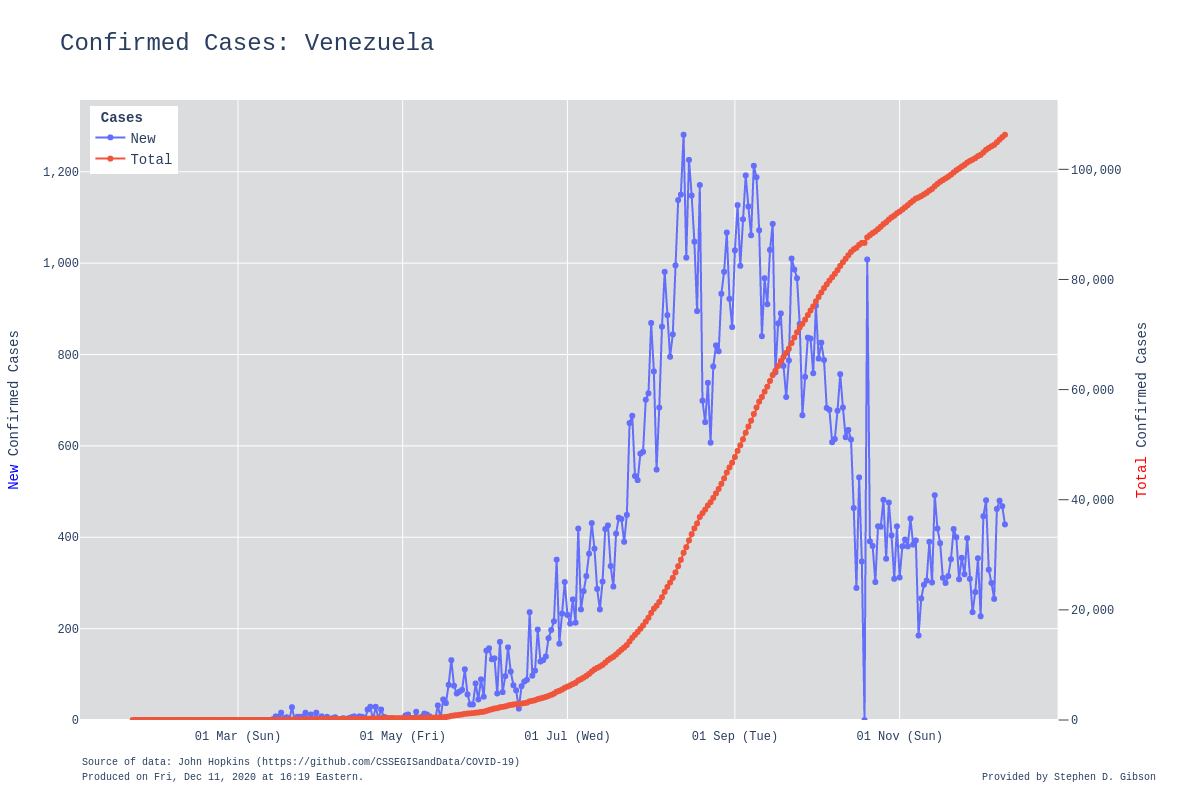 Confirmed Cases: Venezuela
Cases
New
Total
1,200
1,000
800
600
400
200
0
100,000
80,000
60,000
40,000
20,000
0
New Confirmed Cases
Total Confirmed Cases
01 Mar (Sun)
01 May (Fri)
01 Jul (Wed)
01 Sep (Tue)
01 Nov (Sun)
Source of data: John Hopkins (https://github.com/CSSEGISandData/COVID-19)
Produced on Fri, Dec 11, 2020 at 16:19 Eastern.
Provided by Stephen D. Gibson